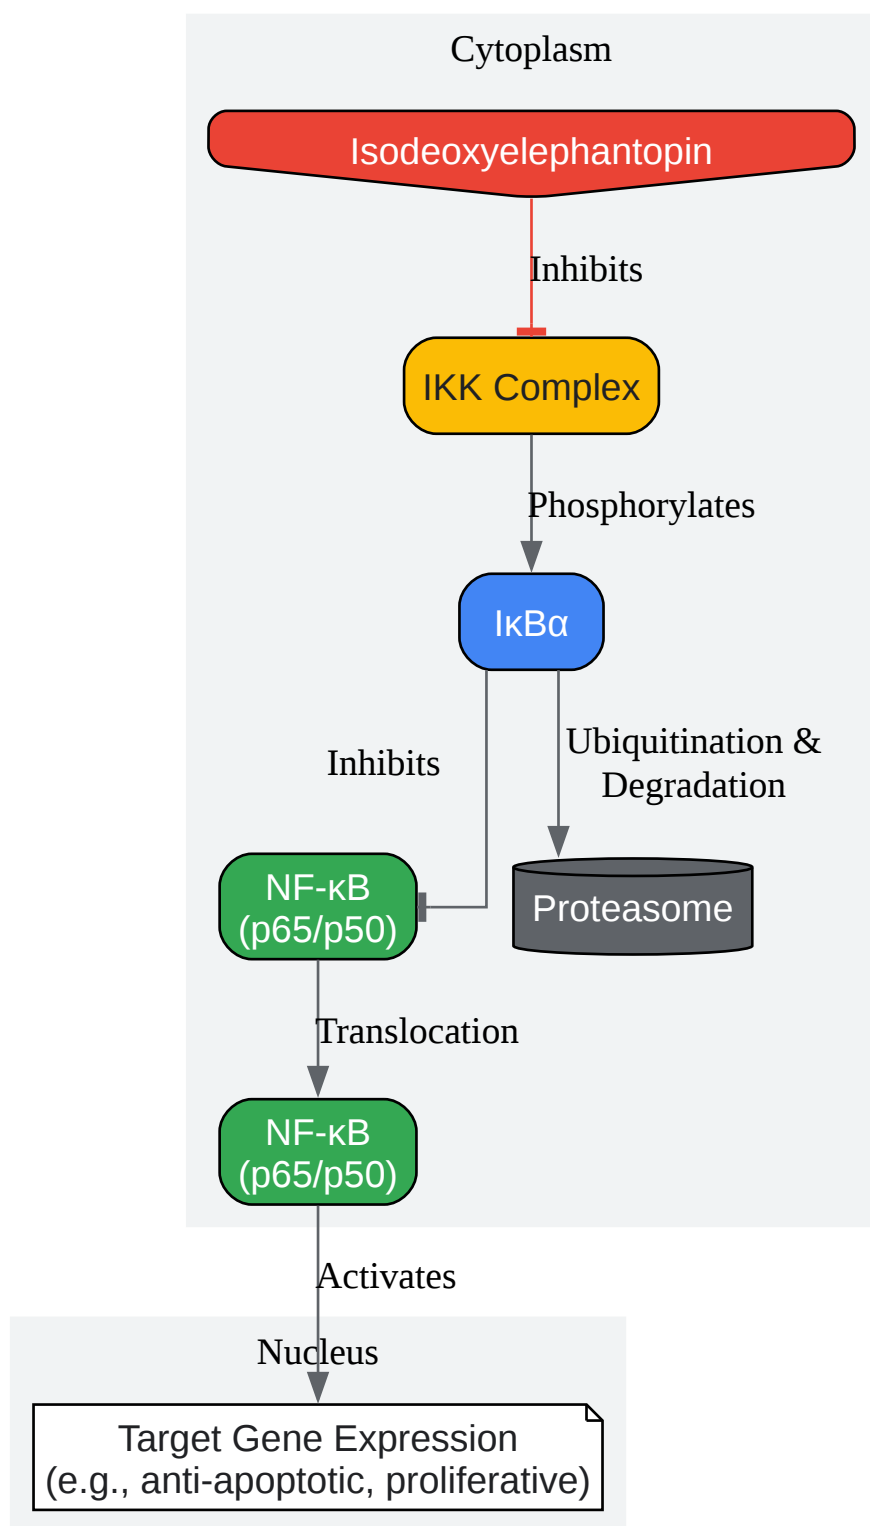 Cytoplasm
Isodeoxyelephantopin
Inhibits
IKK Complex
Phosphorylates
IκBα
Inhibits
Ubiquitination &
Degradation
NF-κB
(p65/p50)
Proteasome
Translocation
NF-κB
(p65/p50)
Activates
Nucleus
Target Gene Expression
(e.g., anti-apoptotic, proliferative)